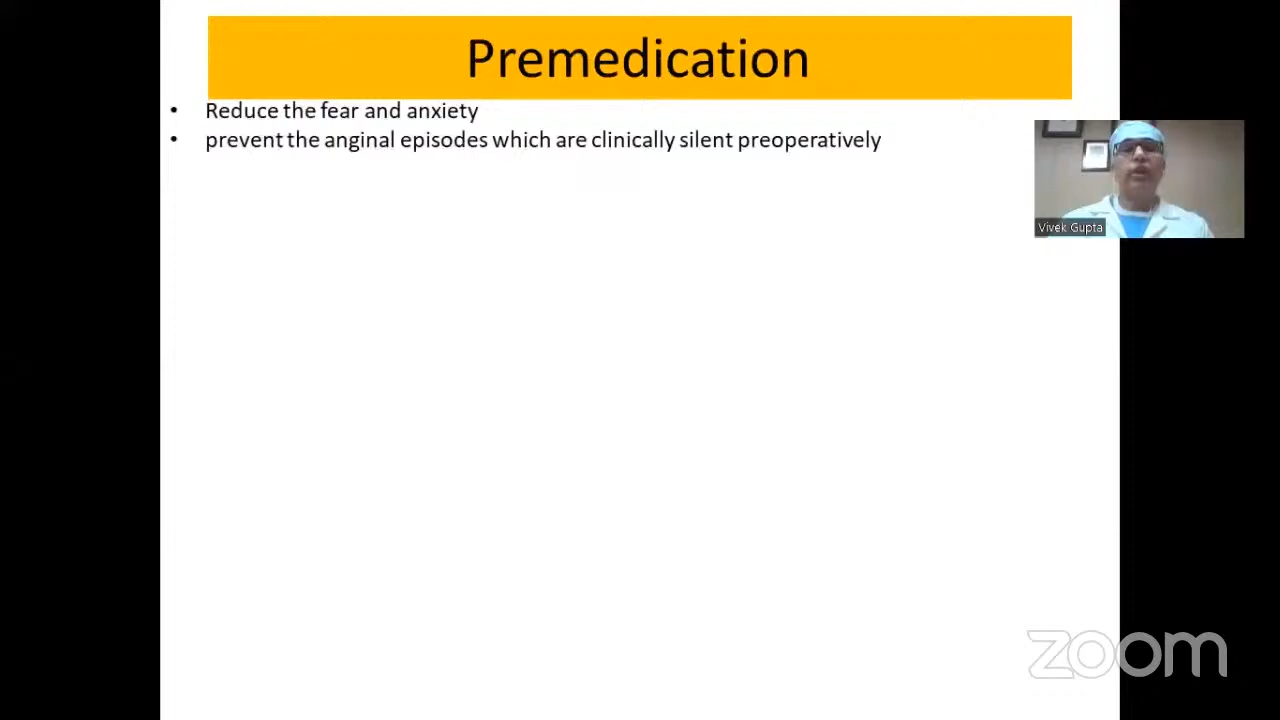 Premedication
• Reduce the fear and anxiety
• prevent the anginal episodes which are clinically silent preoperatively
Vivek Gupta
zoom